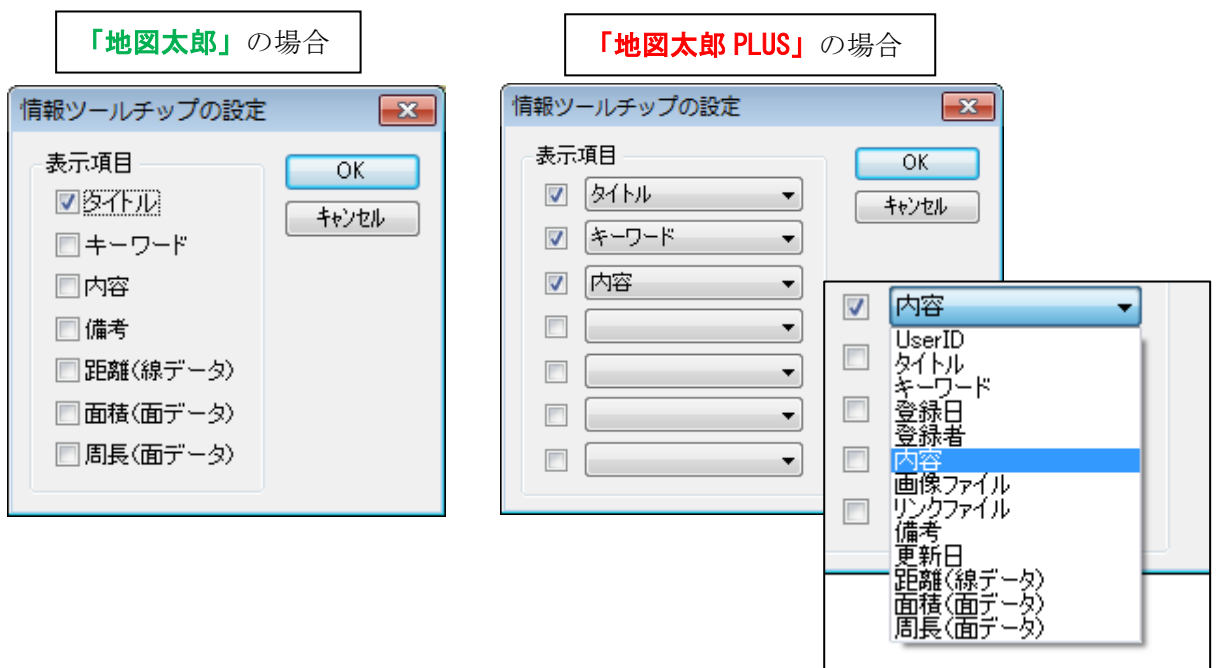 「地図太郎」の場合
情報ツールチップの設定
表示項目
タイトル
キーワード
内容
備考
距離(線データ)
面積(面データ)
周長(面データ)
OK
キャンセル
「地図太郎 PLUS」の場合
情報ツールチップの設定
表示項目
タイトル
キーワード
内容
OK
キャンセル
内容
UserID
タイトル
キーワード
登録日
登録者
内容
画像ファイル
リンクファイル
備考
更新日
距離(線データ)
面積(面データ)
周長(面データ)